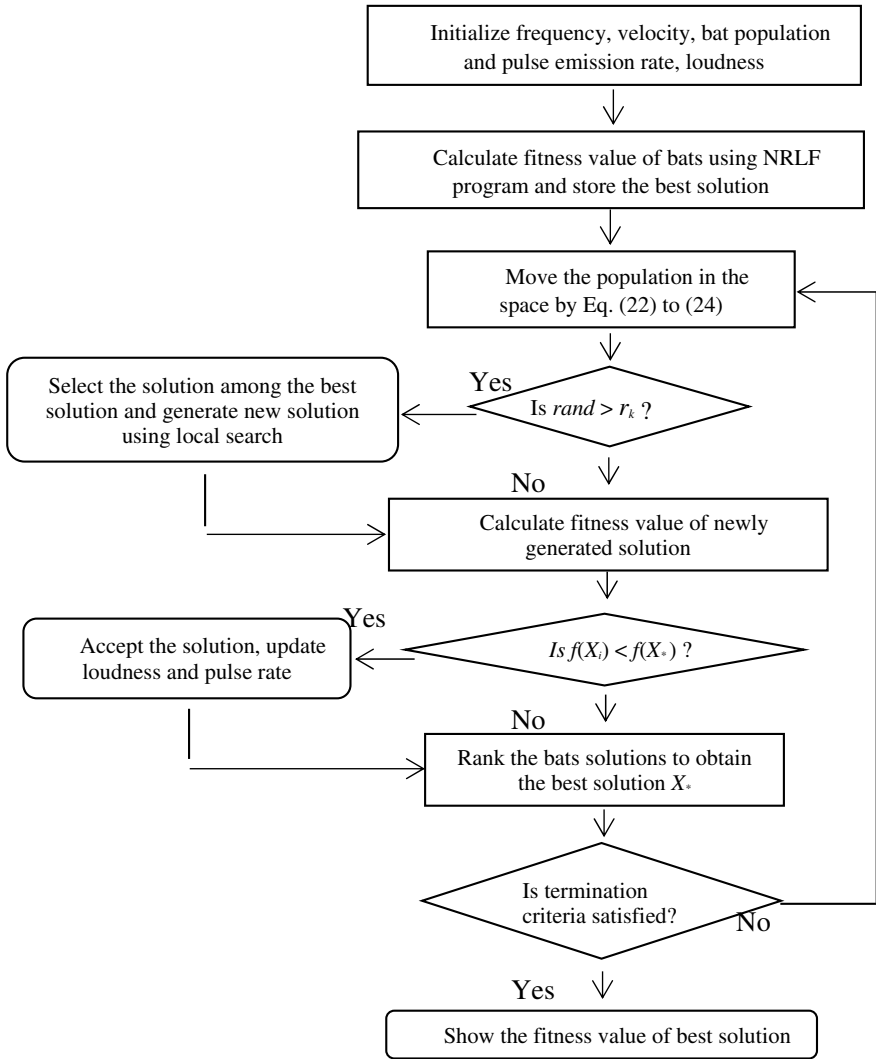 Initialize frequency, velocity, bat population
and pulse emission rate, loudness
Calculate fitness value of bats using NRLF
program and store the best solution
Move the population in the
space by Eq. (22) to (24)
Yes
Select the solution among the best
solution and generate new solution
using local search
Is rand > rₖ ?
No
Calculate fitness value of newly
generated solution
Yes
Accept the solution, update
loudness and pulse rate
Is f(Xᵢ) < f(X*) ?
No
Rank the bats solutions to obtain
the best solution X*
Is termination
criteria satisfied?
No
Yes
Show the fitness value of best solution